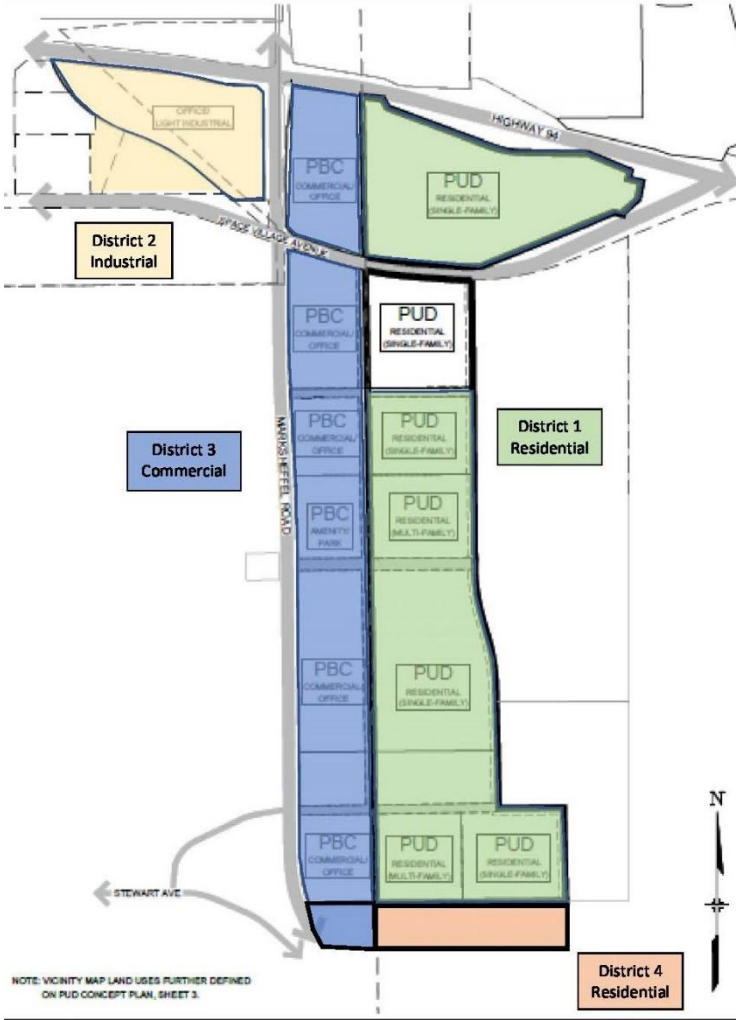 HIGHWAY 94
OFFICE/
LIGHT INDUSTRIAL
PBC
COMMERCIAL/
OFFICE
PUD
RESIDENTIAL
(SINGLE-FAMILY)
SPACE VILLAGE AVENUE
District 2
Industrial
PBC
COMMERCIAL/
OFFICE
PUD
RESIDENTIAL
(SINGLE-FAMILY)
District 3
Commercial
MARKSHEFFEL ROAD
PBC
COMMERCIAL/
OFFICE
PUD
RESIDENTIAL
(SINGLE-FAMILY)
District 1
Residential
PBC
AMENITY/
PARK
PUD
RESIDENTIAL
(MULTI-FAMILY)
PBC
COMMERCIAL/
OFFICE
PUD
RESIDENTIAL
(SINGLE-FAMILY)
N
PBC
COMMERCIAL/
OFFICE
PUD
RESIDENTIAL
(MULTI-FAMILY)
PUD
RESIDENTIAL
(SINGLE-FAMILY)
STEWART AVE
District 4
Residential
NOTE: VICINITY MAP LAND USES FURTHER DEFINED
ON PUD CONCEPT PLAN, SHEET 3.